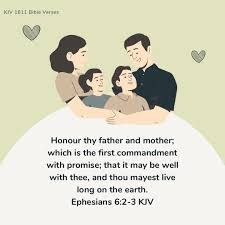 KJV 1611 Bible Verses
Honour thy father and mother;
which is the first commandment
with promise; that it may be well
with thee, and thou mayest live
long on the earth.
Ephesians 6:2-3 KJV